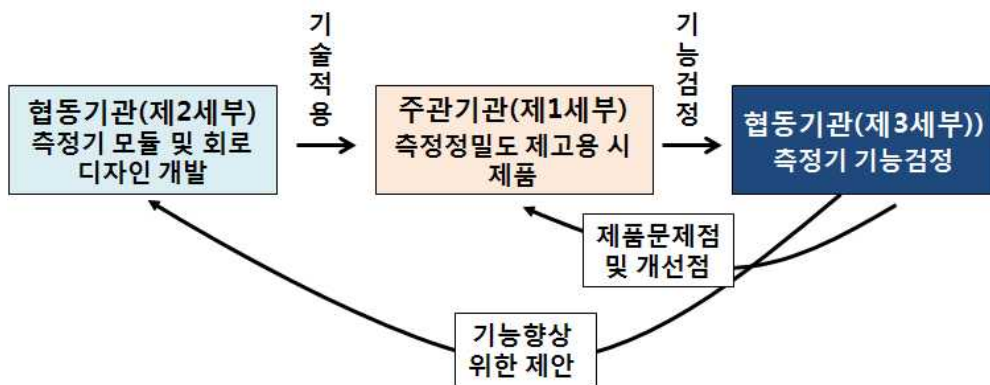 기술적용
기능검정
협동기관(제2세부)
측정기 모듈 및 회로
디자인 개발
주관기관(제1세부)
측정정밀도 제고용 시
제품
협동기관(제3세부))
측정기 기능검정
제품문제점
및 개선점
기능향상
위한 제안